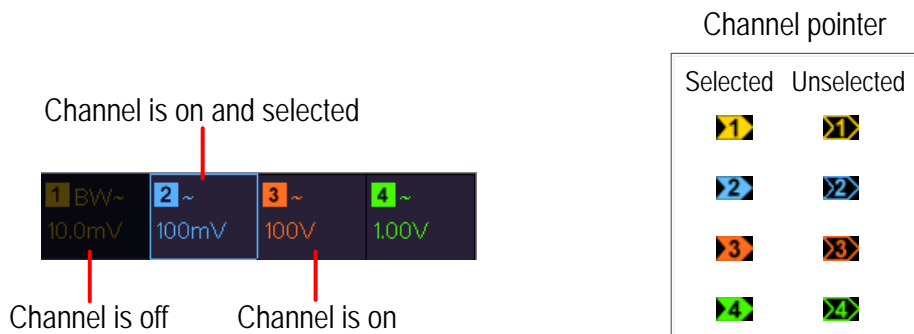 Channel pointer
Selected Unselected
Channel is on and selected
1 1
1 BW~ 2 ~ 3 ~ 4 ~
2 2
10.0mV 100mV 100V 1.00V
3 3
Channel is off Channel is on
4 4